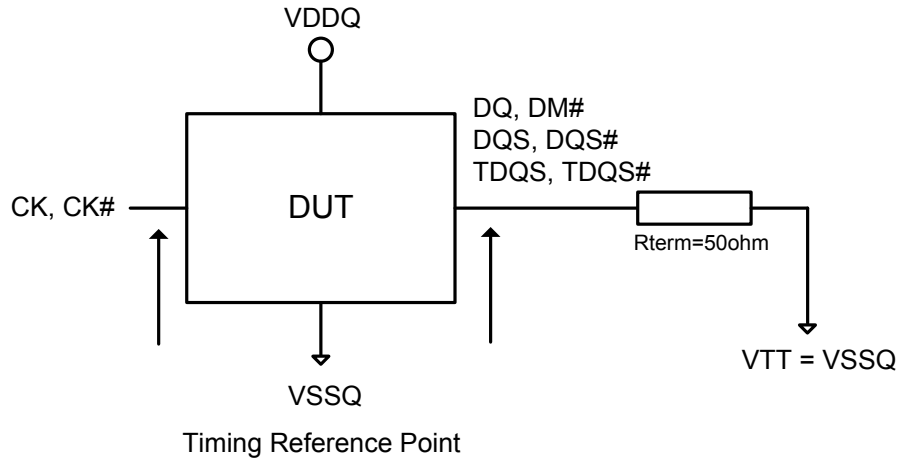 VDDQ
DQ, DM#
DQS, DQS#
TDQS, TDQS#
CK, CK#
DUT
Rterm=50ohm
VTT = VSSQ
VSSQ
Timing Reference Point